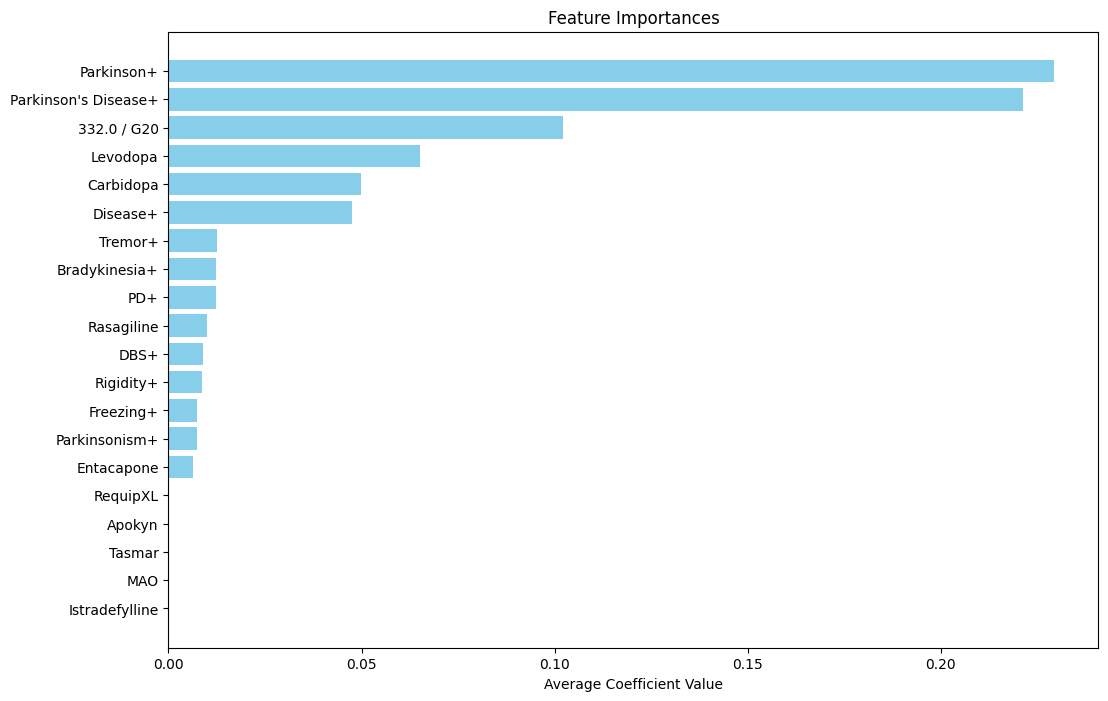 Feature Importances
Parkinson+
Parkinson's Disease+
332.0 / G20
Levodopa
Carbidopa
Disease+
Tremor+
Bradykinesia+
PD+
Rasagiline
DBS+
Rigidity+
Freezing+
Parkinsonism+
Entacapone
RequipXL
Apokyn
Tasmar
MAO
Istradefylline
0.00 0.05 0.10 0.15 0.20
Average Coefficient Value